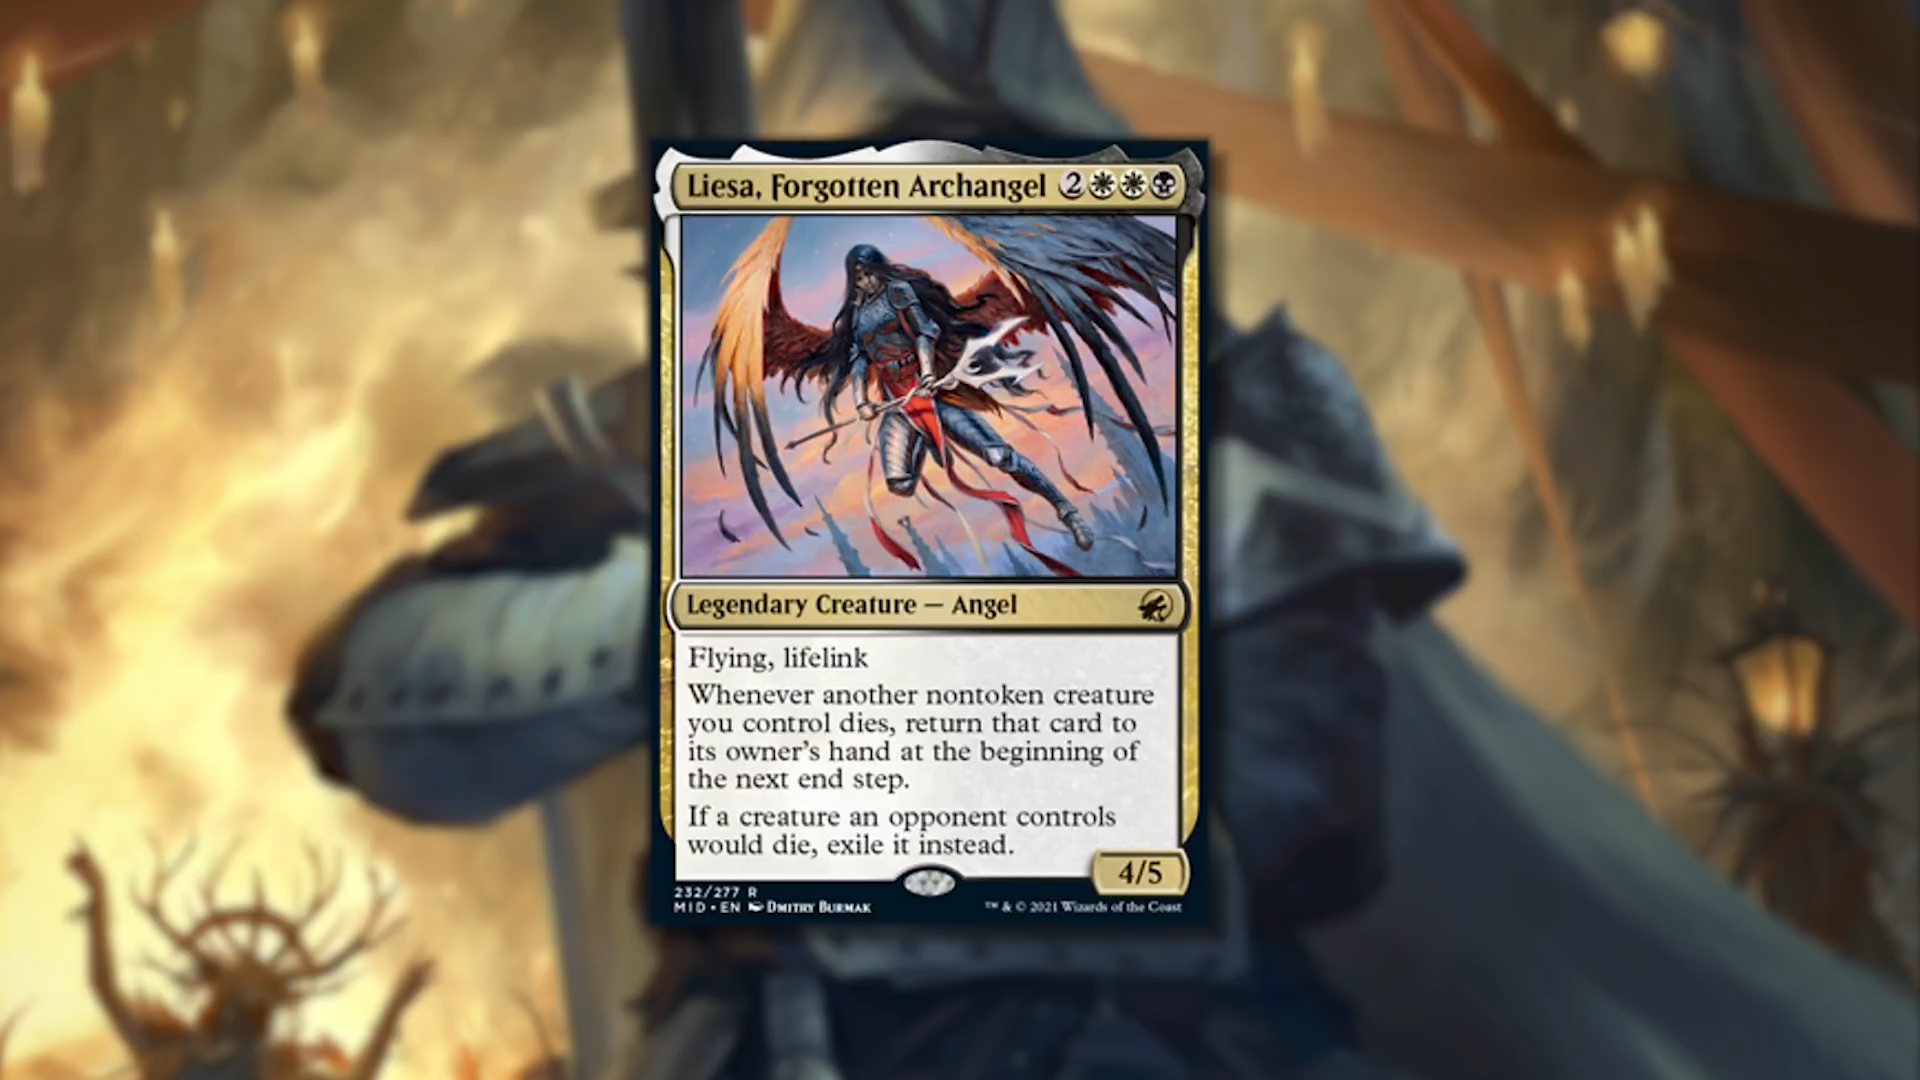 Liesa, Forgotten Archangel 2
Legendary Creature — Angel
Flying, lifelink
Whenever another nontoken creature
you control dies, return that card to
its owner's hand at the beginning of
the next end step.
If a creature an opponent controls
would die, exile it instead.
4/5
232/277 R
MID • EN Dmitry Burmak
™ & © 2021 Wizards of the Coast